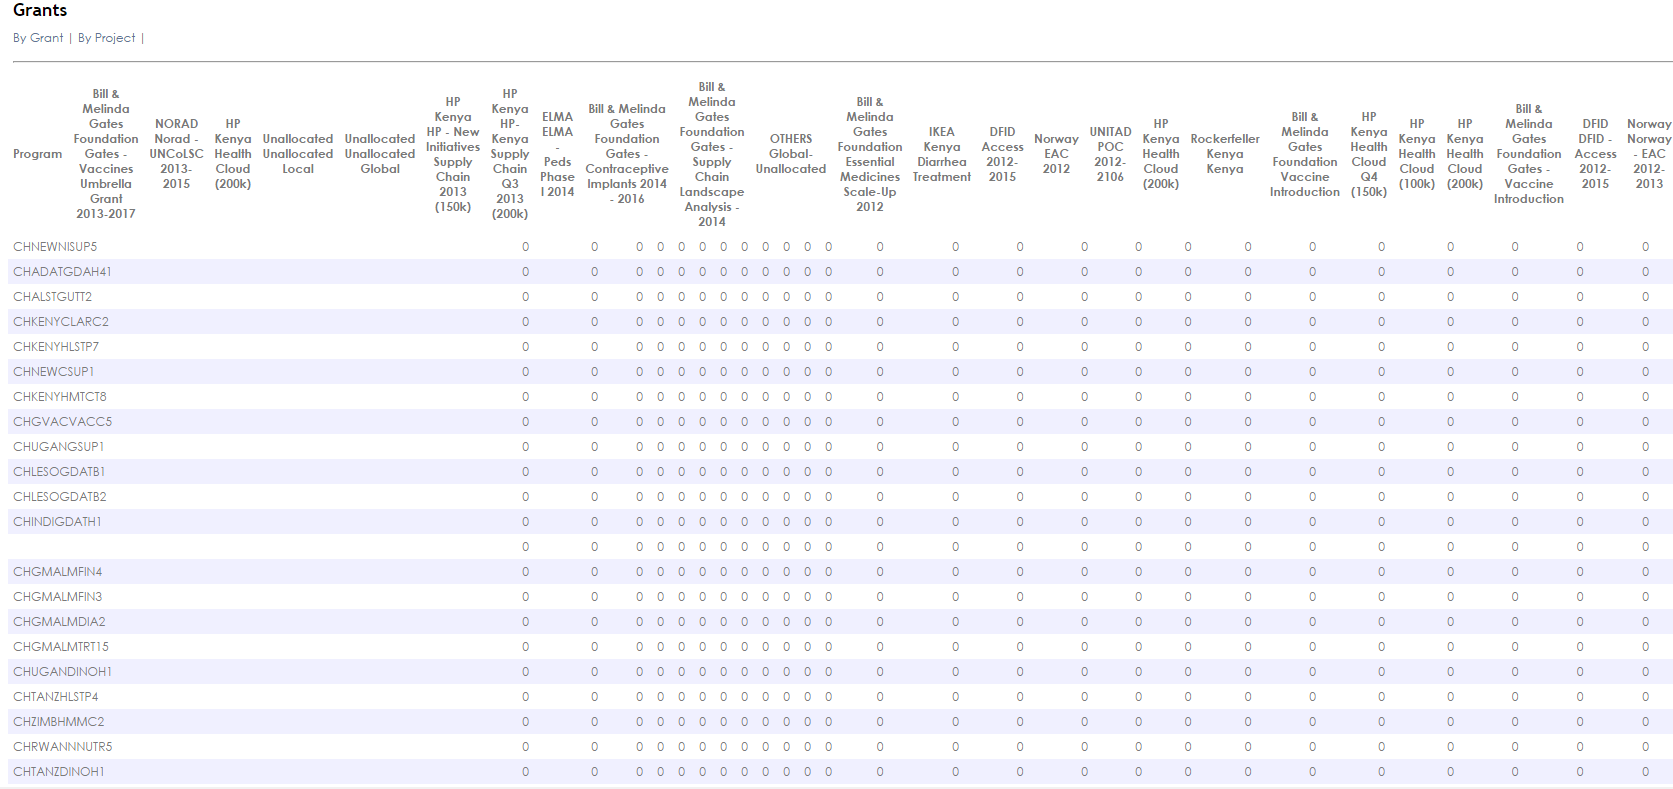 Grants
By Grant | By Project |
Program
Bill &
Melinda
Gates
Foundation
Gates -
Vaccines
Umbrella
Grant
2013-2017
NORAD
Norad -
UNCoLSC
2013-
2015
HP
Kenya
Health
Cloud
(200k)
Unallocated
Unallocated
Local
Unallocated
Unallocated
Global
HP
Kenya
HP - New
Initiatives
Supply
Chain
2013
(150k)
HP
Kenya
HP-
Kenya
Supply
Chain
Q3
2013
(200k)
ELMA
ELMA
-
Peds
Phase
I 2014
Bill & Melinda
Gates
Foundation
Gates -
Contraceptive
Implants 2014
- 2016
Bill &
Melinda
Gates
Foundation
Gates -
Supply
Chain
Landscape
Analysis -
2014
OTHERS
Global-
Unallocated
Bill &
Melinda
Gates
Foundation
Essential
Medicines
Scale-Up
2012
IKEA
Kenya
Diarrhea
Treatment
DFID
Access
2012-
2015
Norway
EAC
2012
UNITAD
POC
2012-
2106
HP
Kenya
Health
Cloud
(200k)
Rockerfeller
Kenya
Bill &
Melinda
Gates
Foundation
Vaccine
Introduction
HP
Kenya
Health
Cloud
Q4
(150k)
HP
Kenya
Health
Cloud
(100k)
HP
Kenya
Health
Cloud
(200k)
Bill &
Melinda
Gates
Foundation
Gates -
Vaccine
Introduction
DFID
DFID -
Access
2012-
2015
Norway
Norway
- EAC
2012-
2013
CHNEWNISUP5 0 0 0 0 0 0 0 0 0 0 0 0 0 0 0 0 0 0 0 0 0 0 0 0 0
CHADATGDAH41 0 0 0 0 0 0 0 0 0 0 0 0 0 0 0 0 0 0 0 0 0 0 0 0 0
CHALSTGUTT2 0 0 0 0 0 0 0 0 0 0 0 0 0 0 0 0 0 0 0 0 0 0 0 0 0
CHKENYCLARC2 0 0 0 0 0 0 0 0 0 0 0 0 0 0 0 0 0 0 0 0 0 0 0 0 0
CHKENYHLSTP7 0 0 0 0 0 0 0 0 0 0 0 0 0 0 0 0 0 0 0 0 0 0 0 0 0
CHNEWCSUP1 0 0 0 0 0 0 0 0 0 0 0 0 0 0 0 0 0 0 0 0 0 0 0 0 0
CHKENYHMTCT8 0 0 0 0 0 0 0 0 0 0 0 0 0 0 0 0 0 0 0 0 0 0 0 0 0
CHGVACVACC5 0 0 0 0 0 0 0 0 0 0 0 0 0 0 0 0 0 0 0 0 0 0 0 0 0
CHUGANGSUP1 0 0 0 0 0 0 0 0 0 0 0 0 0 0 0 0 0 0 0 0 0 0 0 0 0
CHLESOGDATB1 0 0 0 0 0 0 0 0 0 0 0 0 0 0 0 0 0 0 0 0 0 0 0 0 0
CHLESOGDATB2 0 0 0 0 0 0 0 0 0 0 0 0 0 0 0 0 0 0 0 0 0 0 0 0 0
CHINDIGDATH1 0 0 0 0 0 0 0 0 0 0 0 0 0 0 0 0 0 0 0 0 0 0 0 0 0
0 0 0 0 0 0 0 0 0 0 0 0 0 0 0 0 0 0 0 0 0 0 0 0 0
CHGMALMFIN4 0 0 0 0 0 0 0 0 0 0 0 0 0 0 0 0 0 0 0 0 0 0 0 0 0
CHGMALMFIN3 0 0 0 0 0 0 0 0 0 0 0 0 0 0 0 0 0 0 0 0 0 0 0 0 0
CHGMALMDIA2 0 0 0 0 0 0 0 0 0 0 0 0 0 0 0 0 0 0 0 0 0 0 0 0 0
CHGMALMTRT15 0 0 0 0 0 0 0 0 0 0 0 0 0 0 0 0 0 0 0 0 0 0 0 0 0
CHUGANDINOH1 0 0 0 0 0 0 0 0 0 0 0 0 0 0 0 0 0 0 0 0 0 0 0 0 0
CHTANZHLSTP4 0 0 0 0 0 0 0 0 0 0 0 0 0 0 0 0 0 0 0 0 0 0 0 0 0
CHZIMBHMMC2 0 0 0 0 0 0 0 0 0 0 0 0 0 0 0 0 0 0 0 0 0 0 0 0 0
CHRWANNNUTR5 0 0 0 0 0 0 0 0 0 0 0 0 0 0 0 0 0 0 0 0 0 0 0 0 0
CHTANZDINOH1 0 0 0 0 0 0 0 0 0 0 0 0 0 0 0 0 0 0 0 0 0 0 0 0 0